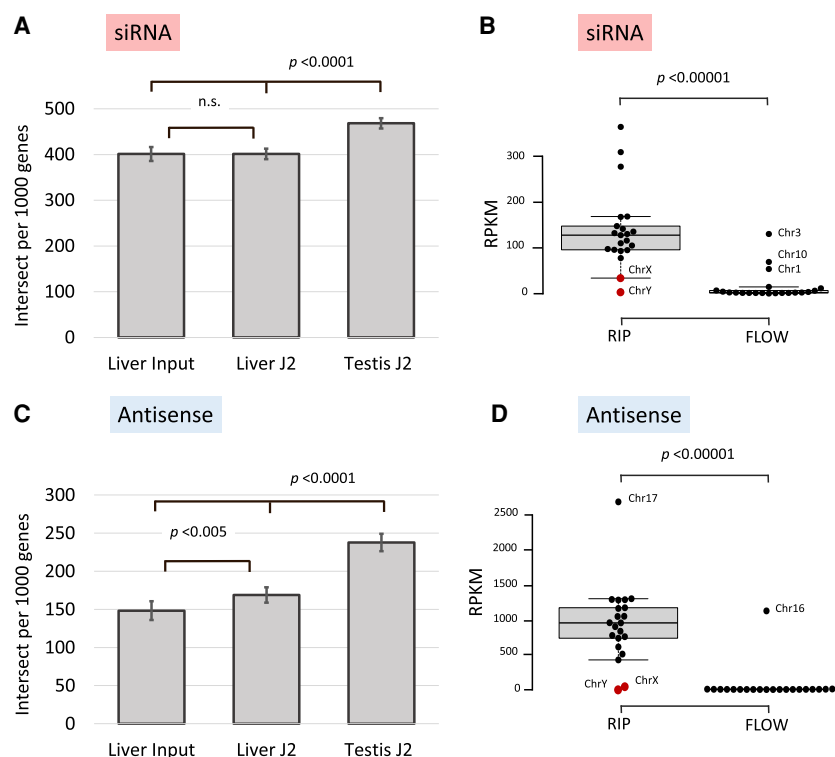 A
siRNA
p <0.0001
n.s.
Intersect per 1000 genes
500
400
300
200
100
0
Liver Input
Liver J2
Testis J2
B
siRNA
p <0.00001
RPKM
300
200
100
0
Chr3
Chr10
Chr1
ChrX
ChrY
RIP
FLOW
C
Antisense
p <0.0001
p <0.005
Intersect per 1000 genes
300
250
200
150
100
50
0
Liver Input
Liver J2
Testis J2
D
Antisense
p <0.00001
RPKM
2500
2000
1500
1000
500
0
Chr17
Chr16
ChrY
ChrX
RIP
FLOW